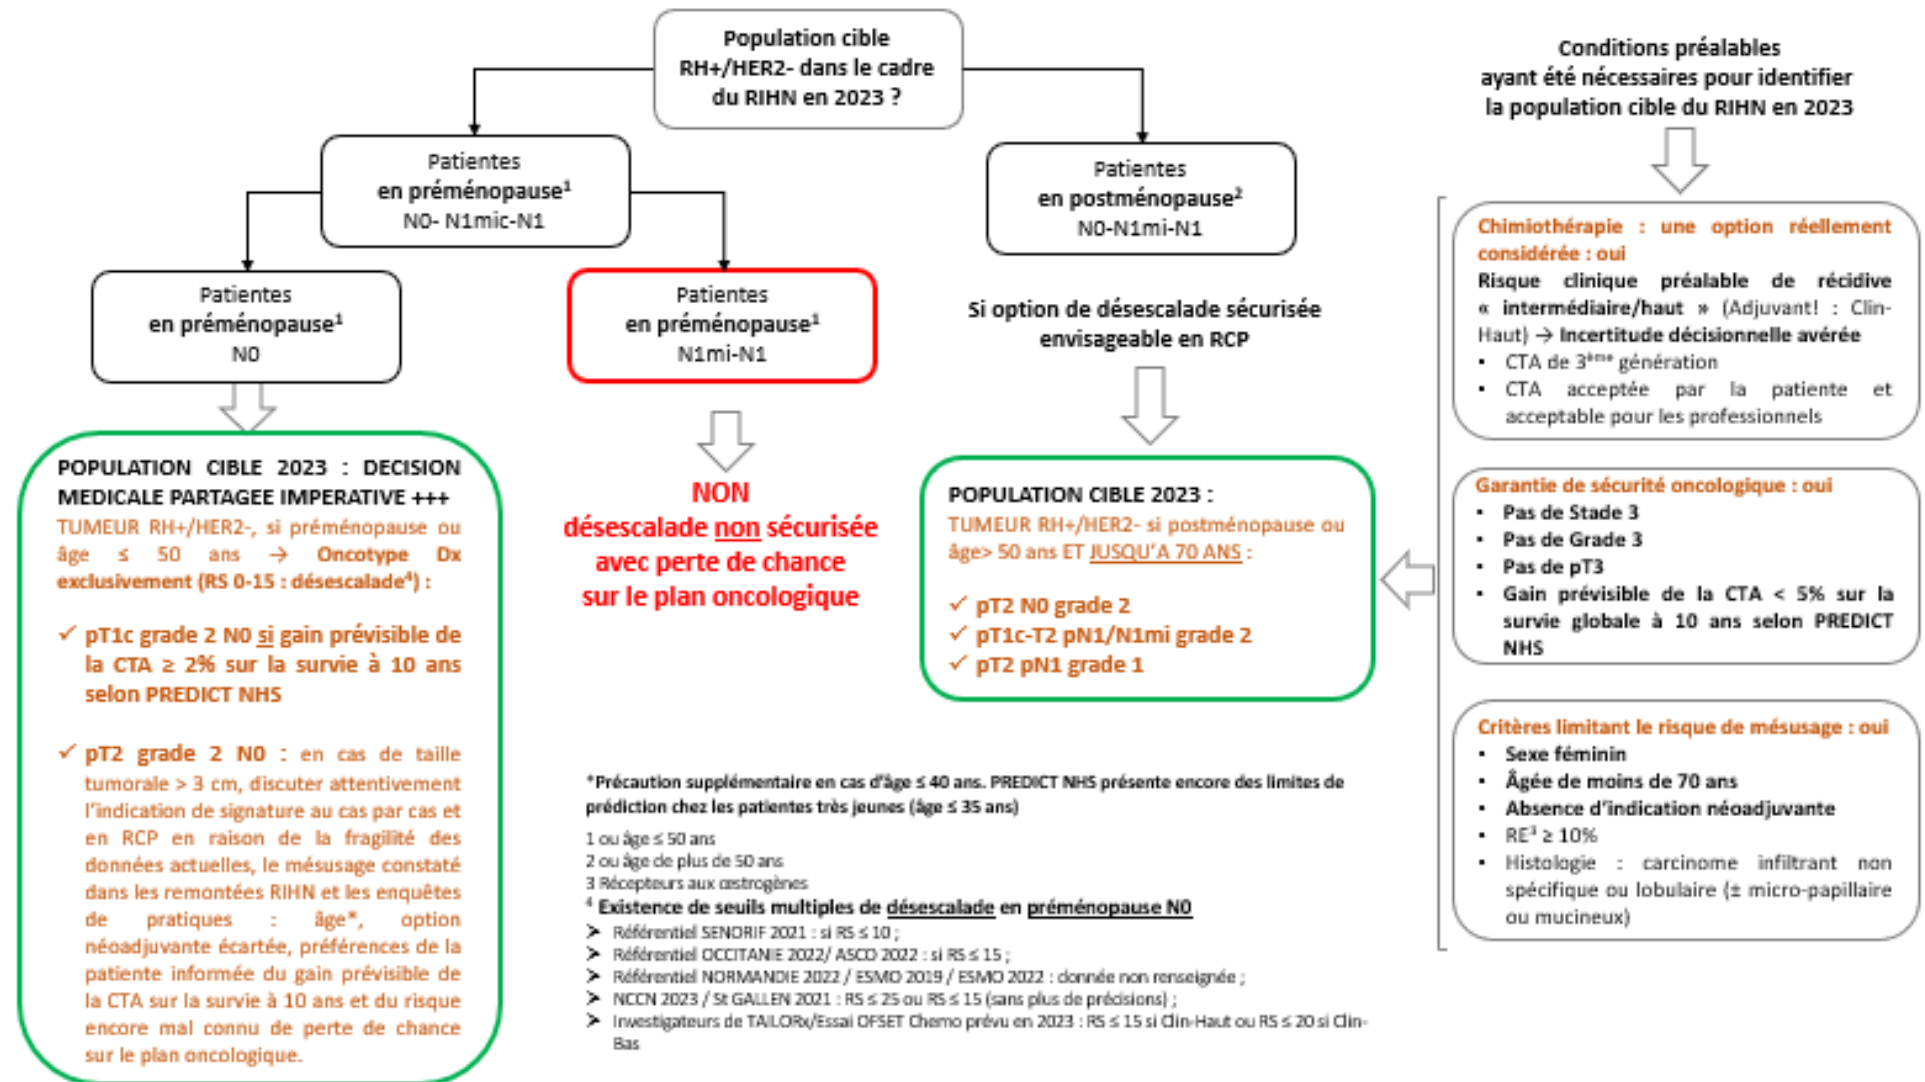 Population cible
RH+/HER2- dans le cadre
du RIHN en 2023 ?
Patientes
en préménopause¹
N0- N1mic-N1
Patientes
en postménopause²
N0-N1mi-N1
Patientes
en préménopause¹
N0
Patientes
en préménopause¹
N1mi-N1
Si option de désescalade sécurisée
envisageable en RCP
POPULATION CIBLE 2023 : DECISION
MEDICALE PARTAGEE IMPERATIVE +++
TUMEUR RH+/HER2-, si préménopause ou
âge ≤ 50 ans → Oncotype Dx
exclusivement (RS 0-15 : désescalade⁴) :
✓ pT1c grade 2 N0 si gain prévisible de
la CTA ≥ 2% sur la survie à 10 ans
selon PREDICT NHS
✓ pT2 grade 2 N0 : en cas de taille
tumorale > 3 cm, discuter attentivement
l'indication de signature au cas par cas et
en RCP en raison de la fragilité des
données actuelles, le mésusage constaté
dans les remontées RIHN et les enquêtes
de pratiques : âge*, option
néoadjuvante écartée, préférences de la
patiente informée du gain prévisible de
la CTA sur la survie à 10 ans et du risque
encore mal connu de perte de chance
sur le plan oncologique.
NON
désescalade non sécurisée
avec perte de chance
sur le plan oncologique
POPULATION CIBLE 2023 :
TUMEUR RH+/HER2- si postménopause ou
âge> 50 ans ET JUSQU'A 70 ANS :
✓ pT2 N0 grade 2
✓ pT1c-T2 pN1/N1mi grade 2
✓ pT2 pN1 grade 1
*Précaution supplémentaire en cas d'âge ≤ 40 ans. PREDICT NHS présente encore des limites de
prédiction chez les patientes très jeunes (âge ≤ 35 ans)
1 ou âge ≤ 50 ans
2 ou âge de plus de 50 ans
3 Récepteurs aux œstrogènes
⁴ Existence de seuils multiples de désescalade en préménopause N0
➢ Référentiel SENORIF 2021 : si RS ≤ 10 ;
➢ Référentiel OCCITANIE 2022/ ASCO 2022 : si RS ≤ 15 ;
➢ Référentiel NORMANDIE 2022 / ESMO 2019 / ESMO 2022 : donnée non renseignée ;
➢ NCCN 2023 / St GALLEN 2021 : RS ≤ 25 ou RS ≤ 15 (sans plus de précisions) ;
➢ Investigateurs de TAILORx/Essai OFSET Chemo prévu en 2023 : RS ≤ 15 si Clin-Haut ou RS ≤ 20 si Clin-
Bas
Conditions préalables
ayant été nécessaires pour identifier
la population cible du RIHN en 2023
Chimiothérapie : une option réellement
considérée : oui
Risque clinique préalable de récidive
« intermédiaire/haut » (Adjuvant! : Clin-
Haut) → Incertitude décisionnelle avérée
▪ CTA de 3ème génération
▪ CTA acceptée par la patiente et
acceptable pour les professionnels
Garantie de sécurité oncologique : oui
▪ Pas de Stade 3
▪ Pas de Grade 3
▪ Pas de pT3
▪ Gain prévisible de la CTA < 5% sur la
survie globale à 10 ans selon PREDICT
NHS
Critères limitant le risque de mésusage : oui
▪ Sexe féminin
▪ Âgée de moins de 70 ans
▪ Absence d'indication néoadjuvante
▪ RE³ ≥ 10%
▪ Histologie : carcinome infiltrant non
spécifique ou lobulaire (± micro-papillaire
ou mucineux)